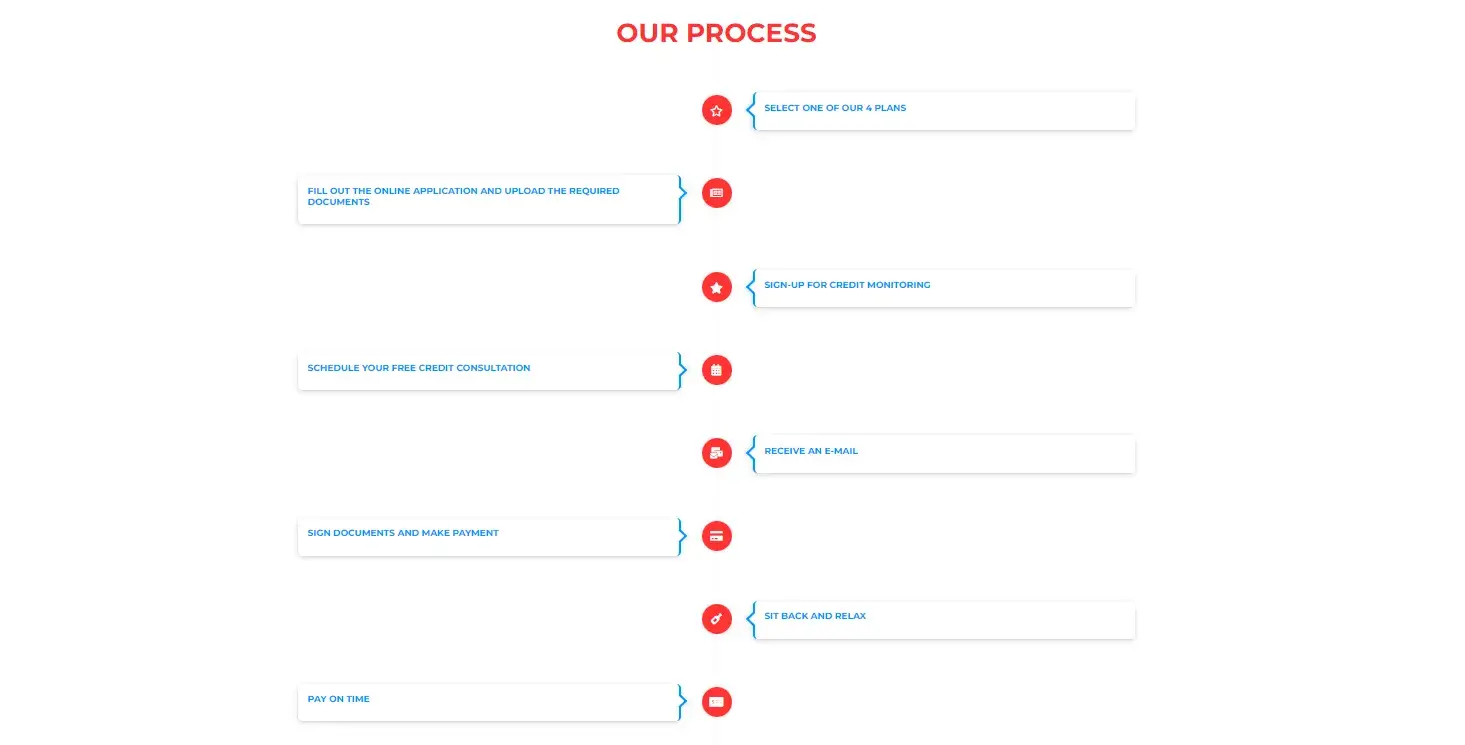 OUR PROCESS
SELECT ONE OF OUR 4 PLANS
FILL OUT THE ONLINE APPLICATION AND UPLOAD THE REQUIRED
DOCUMENTS
SIGN-UP FOR CREDIT MONITORING
SCHEDULE YOUR FREE CREDIT CONSULTATION
RECEIVE AN E-MAIL
SIGN DOCUMENTS AND MAKE PAYMENT
SIT BACK AND RELAX
PAY ON TIME